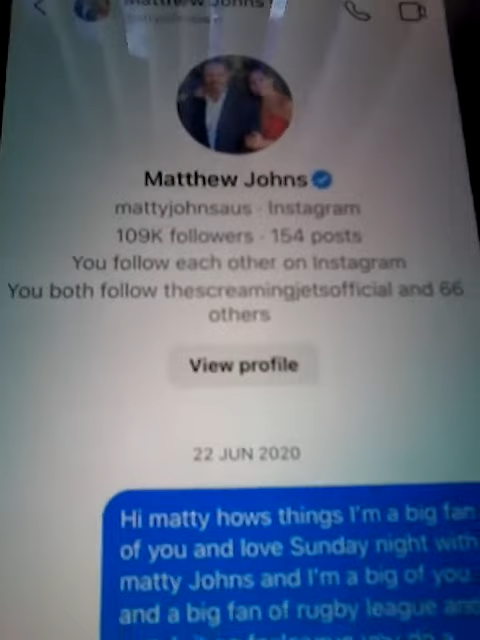 Matthew Johns
Matthew Johns
mattyjohnsaus · Instagram
109K followers · 154 posts
You follow each other on Instagram
You both follow thescreamingjetsofficial and 66
others
View profile
22 JUN 2020
Hi matty hows things I'm a big fan
of you and love Sunday night with
matty Johns and I'm a big of you
and a big fan of rugby league and